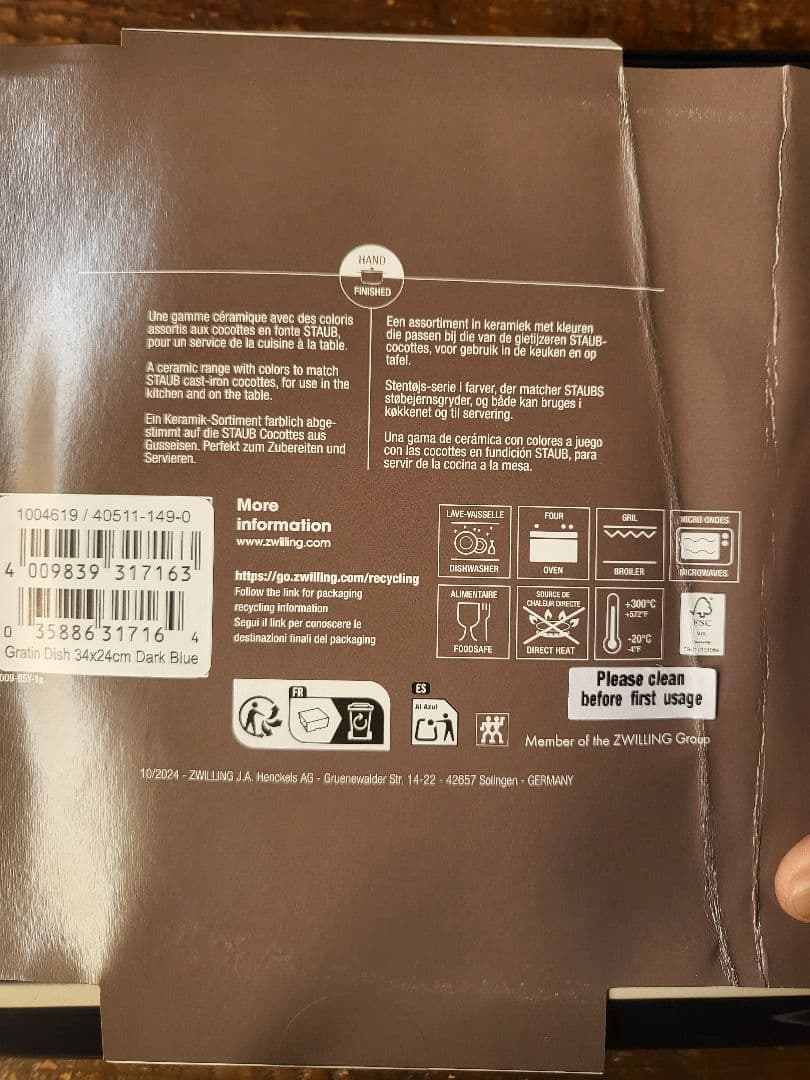 HAND
FINISHED
Une gamme céramique avec des coloris
assortis aux cocottes en fonte STAUB,
pour un service de la cuisine à la table.
A ceramic range with colors to match
STAUB cast-iron cocottes, for use in the
kitchen and on the table.
Ein Keramik-Sortiment farblich abge-
stimmt auf die STAUB Cocottes aus
Gusseisen. Perfekt zum Zubereiten und
Servieren.
Een assortiment in keramiek met kleuren
die passen bij die van de gietijzeren STAUB-
cocottes, voor gebruik in de keuken en op
tafel.
Stentøjs-serie i farver, der matcher STAUBS
støbejernsgryder, og både kan bruges i
køkkenet og til servering.
Una gama de cerámica con colores a juego
con las cocottes en fundición STAUB, para
servir de la cocina a la mesa.
1004619 / 40511-149-0
4 009839 317163
0 35886 31716 4
Gratin Dish 34x24cm Dark Blue
More
information
www.zwilling.com
https://go.zwilling.com/recycling
Follow the link for packaging
recycling information
Segui il link per conoscere le
destinazioni finali del packaging
LAVE-VAISSELLE
DISHWASHER
FOUR
OVEN
GRIL
BROILER
MICRO ONDES
MICROWAVES
ALIMENTAIRE
FOODSAFE
SOURCE DE
CHALEUR DIRECTE
DIRECT HEAT
+300°C
+572°F
-20°C
-4°F
FSC
MIX
Please clean
before first usage
FR
ES
Al Azul
Member of the ZWILLING Group
10/2024 - ZWILLING J.A. Henckels AG - Gruenewalder Str. 14-22 - 42657 Solingen - GERMANY